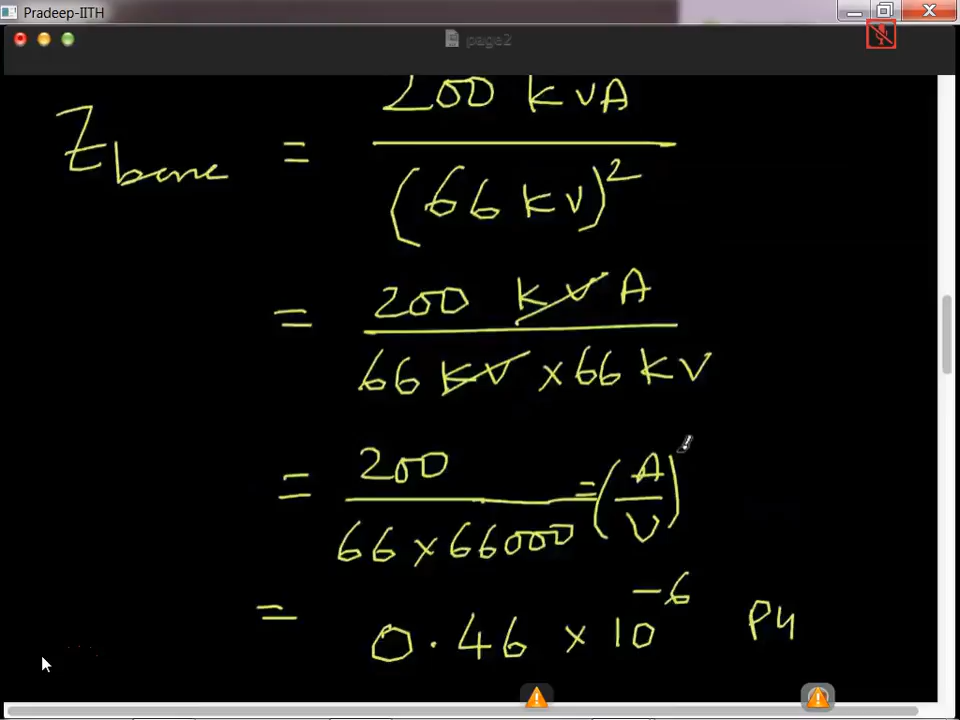 Pradeep-IITH
page2
200 kVA
Zbase =
(66 kV)²
= 200 kV A
66 kV × 66 kV
= 200 = (A
66 × 66000 V)
= 0.46 × 10⁻⁶ PU